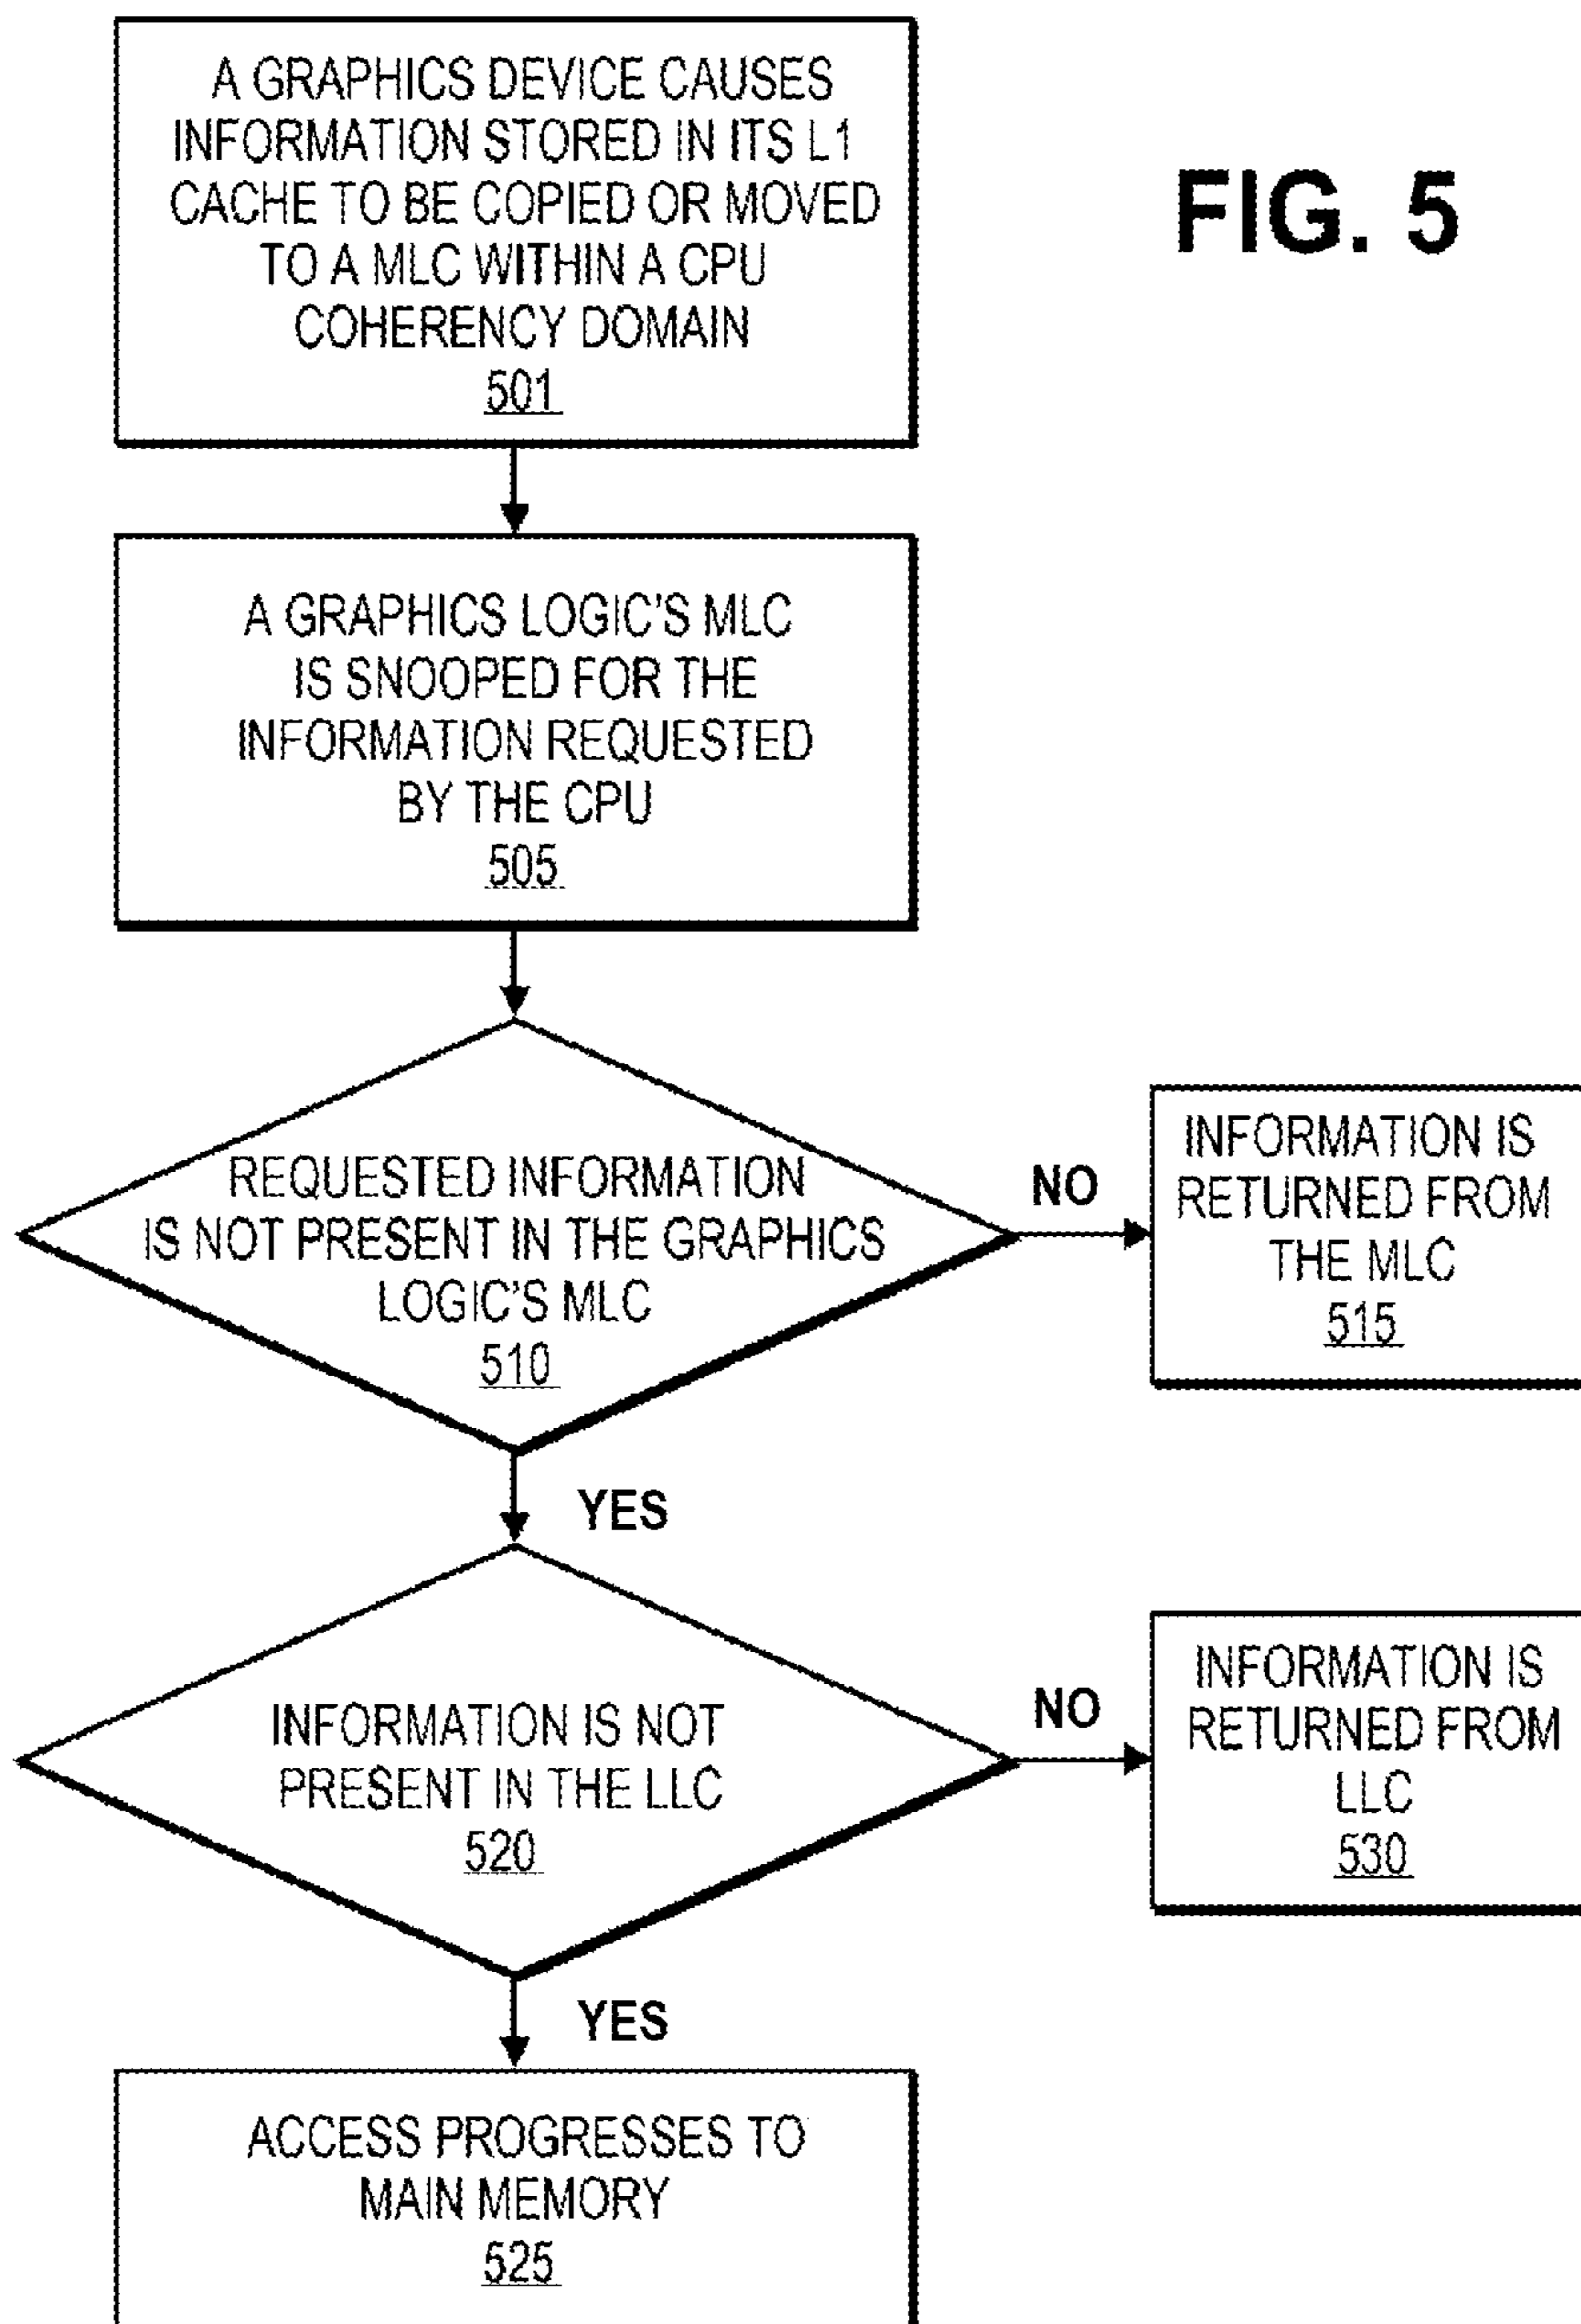 FIG. 5
A GRAPHICS DEVICE CAUSES
INFORMATION STORED IN ITS L1
CACHE TO BE COPIED OR MOVED
TO A MLC WITHIN A CPU
COHERENCY DOMAIN
501
A GRAPHICS LOGIC'S MLC
IS SNOOPED FOR THE
INFORMATION REQUESTED
BY THE CPU
505
REQUESTED INFORMATION
IS NOT PRESENT IN THE GRAPHICS
LOGIC'S MLC
510
NO
INFORMATION IS
RETURNED FROM
THE MLC
515
YES
INFORMATION IS NOT
PRESENT IN THE LLC
520
NO
INFORMATION IS
RETURNED FROM
LLC
530
YES
ACCESS PROGRESSES TO
MAIN MEMORY
525